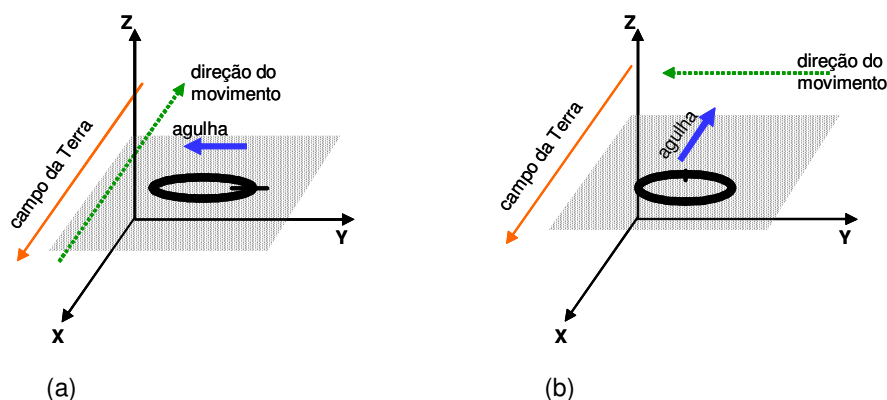 Z
direção do
movimento
agulha
campo da Terra
Y
X
(a)
Z
direção do
movimento
agulha
campo da Terra
Y
X
(b)